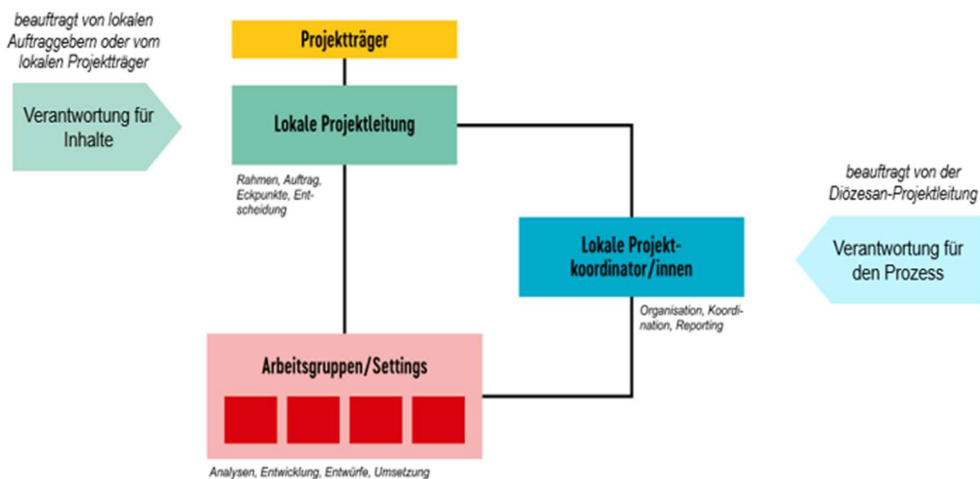 beauftragt von lokalen
Auftraggebern oder vom
lokalen Projektträger
Verantwortung für
Inhalte
Projektträger
Lokale Projektleitung
Rahmen, Auftrag,
Eckpunkte, Ent-
scheidung
beauftragt von der
Diözesan-Projektleitung
Verantwortung für
den Prozess
Lokale Projekt-
koordinator/innen
Organisation, Koordi-
nation, Reporting
Arbeitsgruppen/Settings
Analysen, Entwicklung, Entwürfe, Umsetzung